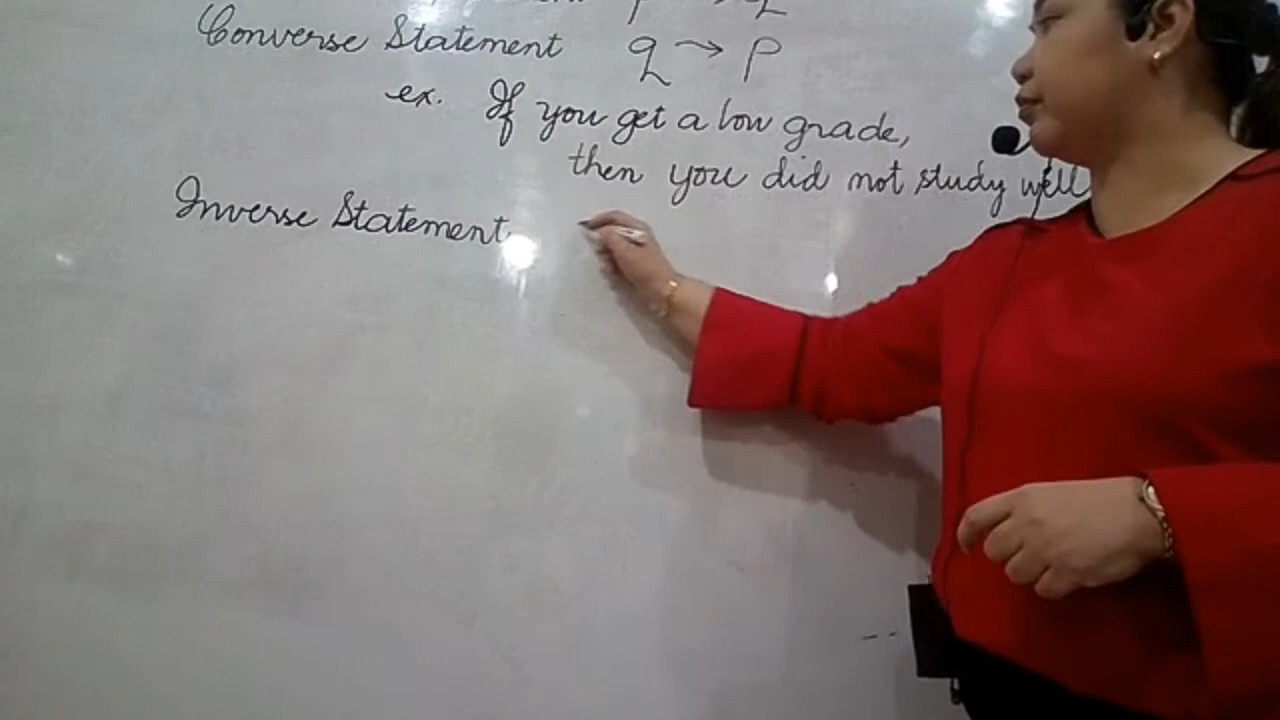 p → q
Converse Statement q → p
ex. If you get a low grade,
then you did not study well
Inverse Statement